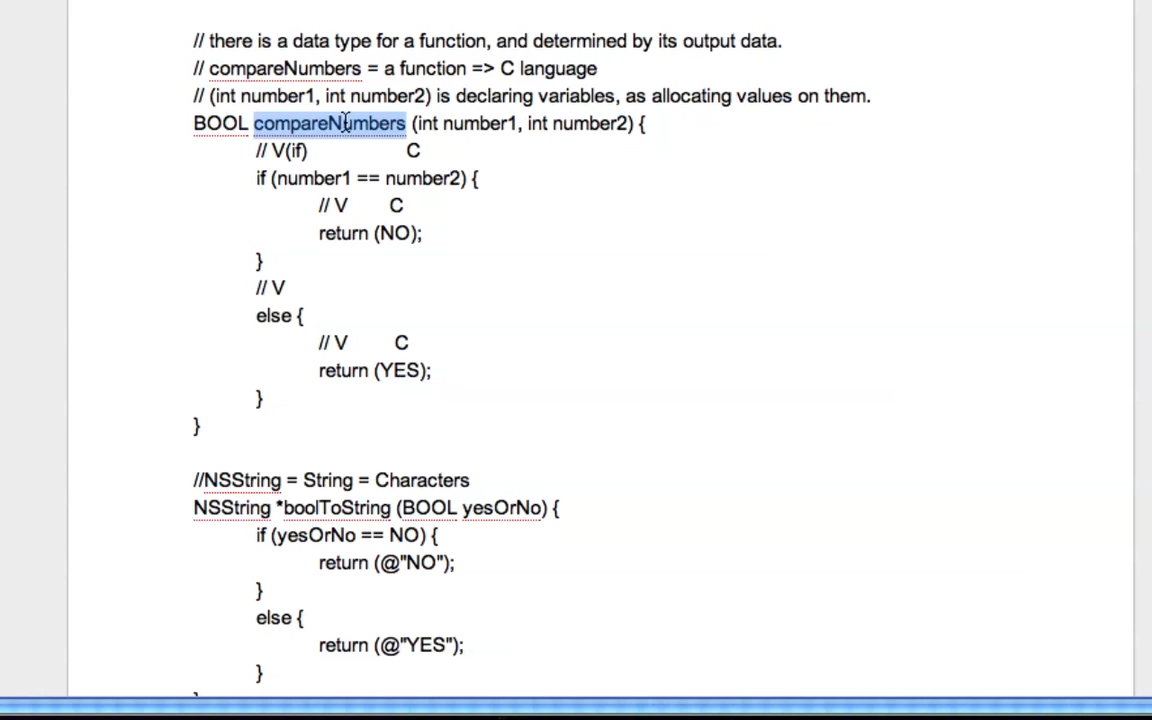 // there is a data type for a function, and determined by its output data.
// compareNumbers = a function => C language
// (int number1, int number2) is declaring variables, as allocating values on them.
BOOL compareNumbers (int number1, int number2) {
// V(if) C
if (number1 == number2) {
// V C
return (NO);
}
// V
else {
// V C
return (YES);
}
}
//NSString = String = Characters
NSString *boolToString (BOOL yesOrNo) {
if (yesOrNo == NO) {
return (@"NO");
}
else {
return (@"YES");
}